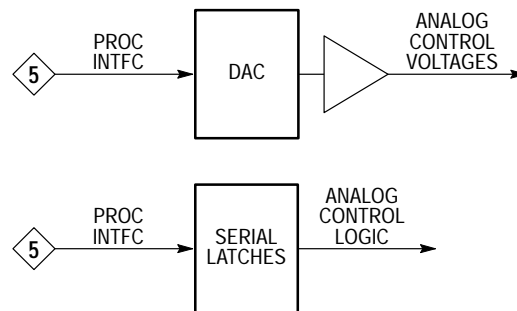 5
PROC
INTFC
DAC
ANALOG
CONTROL
VOLTAGES
5
PROC
INTFC
SERIAL
LATCHES
ANALOG
CONTROL
LOGIC